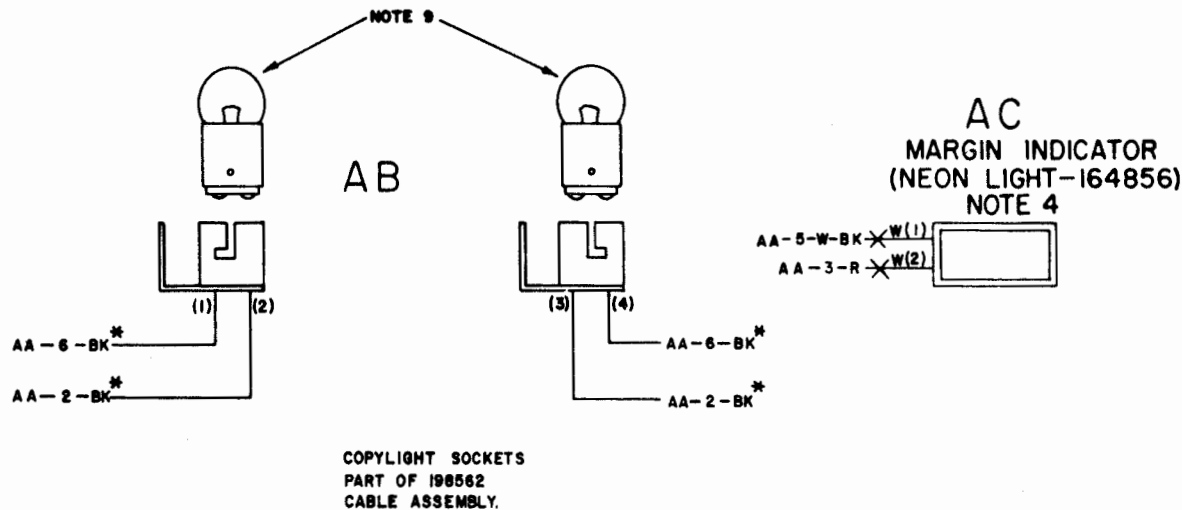 NOTE 9
AB
AC
MARGIN INDICATOR
(NEON LIGHT-164856)
NOTE 4
AA-5-W-BK W(1)
AA-3-R W(2)
(1) (2)
(3) (4)
AA-6-BK*
AA-2-BK*
AA-6-BK*
AA-2-BK*
COPYLIGHT SOCKETS
PART OF 198562
CABLE ASSEMBLY.